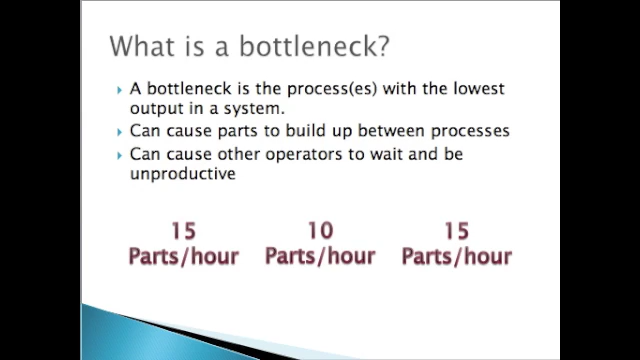 What is a bottleneck?
A bottleneck is the process(es) with the lowest
output in a system.
Can cause parts to build up between processes
Can cause other operators to wait and be
unproductive
15 10 15
Parts/hour Parts/hour Parts/hour